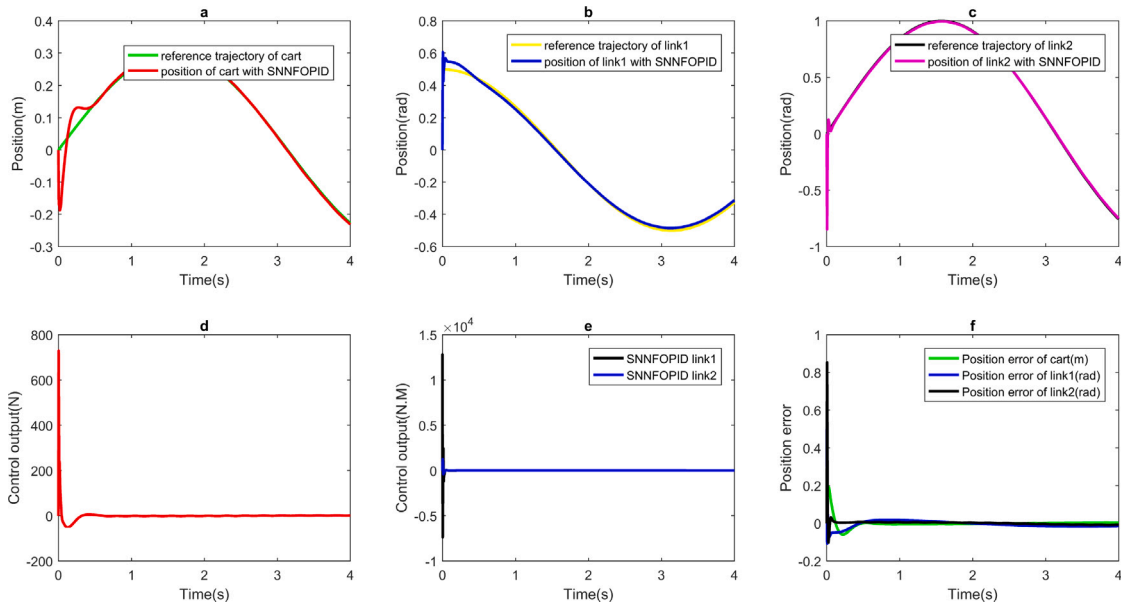 a
0.4
0.3
0.2
0.1
0
-0.1
-0.2
-0.3
Position(m)
reference trajectory of cart
position of cart with SNNFOPID
0 1 2 3 4
Time(s)
b
0.8
0.6
0.4
0.2
0
-0.2
-0.4
-0.6
Position(rad)
reference trajectory of link1
position of link1 with SNNFOPID
0 1 2 3 4
Time(s)
c
1
0.5
0
-0.5
-1
Position(rad)
reference trajectory of link2
position of link2 with SNNFOPID
0 1 2 3 4
Time(s)
d
800
600
400
200
0
-200
Control output(N)
0 1 2 3 4
Time(s)
e
×10^4
1.5
1
0.5
0
-0.5
-1
Control output(N.M)
SNNFOPID link1
SNNFOPID link2
0 1 2 3 4
Time(s)
f
1
0.8
0.6
0.4
0.2
0
-0.2
Position error
Position error of cart(m)
Position error of link1(rad)
Position error of link2(rad)
0 1 2 3 4
Time(s)